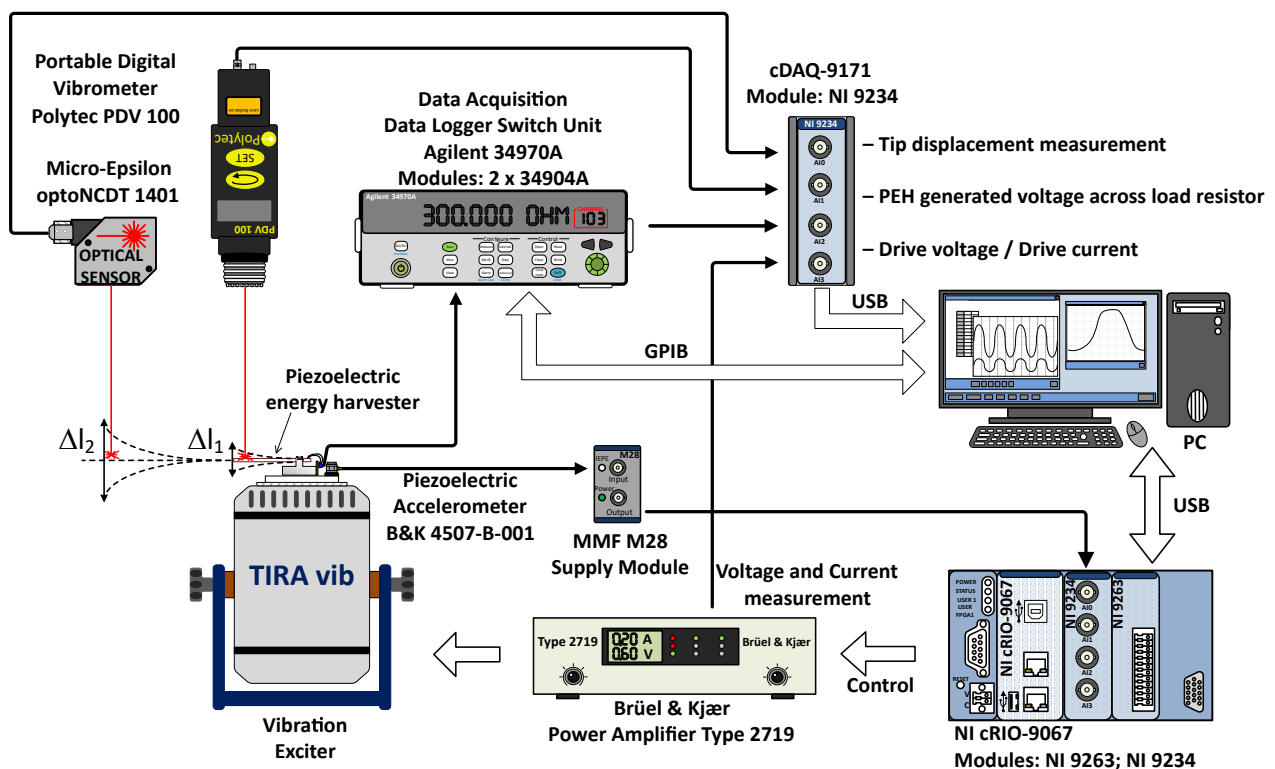 Portable Digital
Vibrometer
Polytec PDV 100
Micro-Epsilon
optoNCDT 1401
OPTICAL
SENSOR
Polytec
SET
PDV 100
Data Acquisition
Data Logger Switch Unit
Agilent 34970A
Modules: 2 x 34904A
Agilent 34970A
300.000 OHM
CHANNEL
103
Configure
Control
cDAQ-9171
Module: NI 9234
NI 9234
AI0
AI1
AI2
AI3
– Tip displacement measurement
– PEH generated voltage across load resistor
– Drive voltage / Drive current
USB
GPIB
PC
USB
Piezoelectric
energy harvester
Δl2
Δl1
Piezoelectric
Accelerometer
B&K 4507-B-001
M28
IEPE
Input
Power
Output
MMF M28
Supply Module
TIRA vib
Vibration
Exciter
Voltage and Current
measurement
Type 2719
0.20 A
0.60 V
Brüel & Kjær
Brüel & Kjær
Power Amplifier Type 2719
Control
POWER
STATUS
USER 1
USER
FPGA1
RESET
V
C
NI cRIO-9067
NI 9234
AI0
AI1
AI2
AI3
NI 9263
NI cRIO-9067
Modules: NI 9263; NI 9234